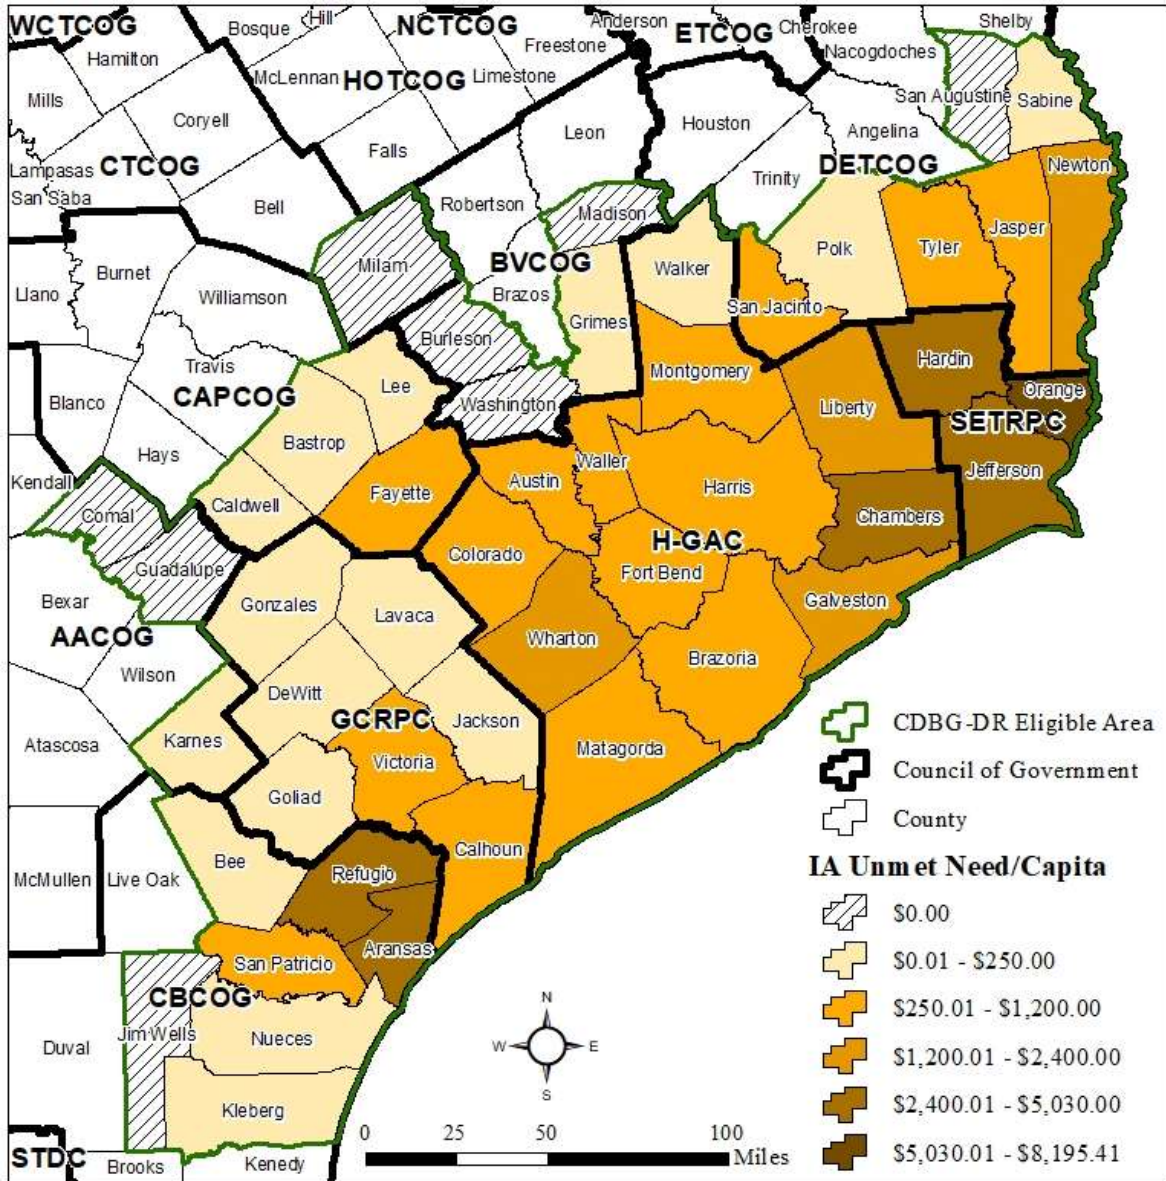 WCTCOG
Bosque
Hill
NCTCOG
Anderson
ETCOG
Cherokee
Shelby
Hamilton
McLennan
HOTCOG
Limestone
Freestone
Nacogdoches
San Augustine
Sabine
Mills
Coryell
Falls
Leon
Houston
Angelina
Lampasas
CTCOG
San Saba
Bell
Robertson
Madison
Trinity
DETCOG
Newton
Jasper
Burnet
Milam
BVCOG
Walker
Polk
Tyler
Llano
Williamson
Brazos
Grimes
San Jacinto
Travis
Burleson
Montgomery
Hardin
CAPCOG
Lee
Washington
Liberty
Orange
Blanco
Bastrop
SETRPC
Hays
Waller
Jefferson
Kendall
Caldwell
Fayette
Austin
Harris
Comal
Chambers
Colorado
H-GAC
Guadalupe
Fort Bend
Bexar
Gonzales
Lavaca
Galveston
AACOG
Wharton
Wilson
Brazoria
DeWitt
GCRPC
Jackson
Atascosa
Karnes
Victoria
Matagorda
Goliad
Calhoun
Bee
Refugio
McMullen
Live Oak
Aransas
San Patricio
CBCOG
Jim Wells
Nueces
Duval
Kleberg
STDC
Brooks
Kenedy
N
W
E
S
0 25 50 100
Miles
CDBG-DR Eligible Area
Council of Government
County
IA Unmet Need/Capita
$0.00
$0.01 - $250.00
$250.01 - $1,200.00
$1,200.01 - $2,400.00
$2,400.01 - $5,030.00
$5,030.01 - $8,195.41